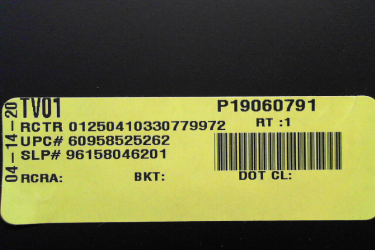 04-14-20
TV01 P19060791
RCTR 01250410330779972 RT :1
UPC# 60958525262
SLP# 96158046201
RCRA: BKT: DOT CL: